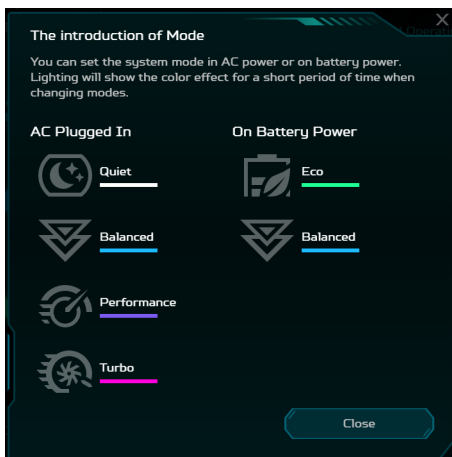 The introduction of Mode
You can set the system mode in AC power or on battery power.
Lighting will show the color effect for a short period of time when
changing modes.
AC Plugged In
On Battery Power
Quiet
Eco
Balanced
Balanced
Performance
Turbo
Close